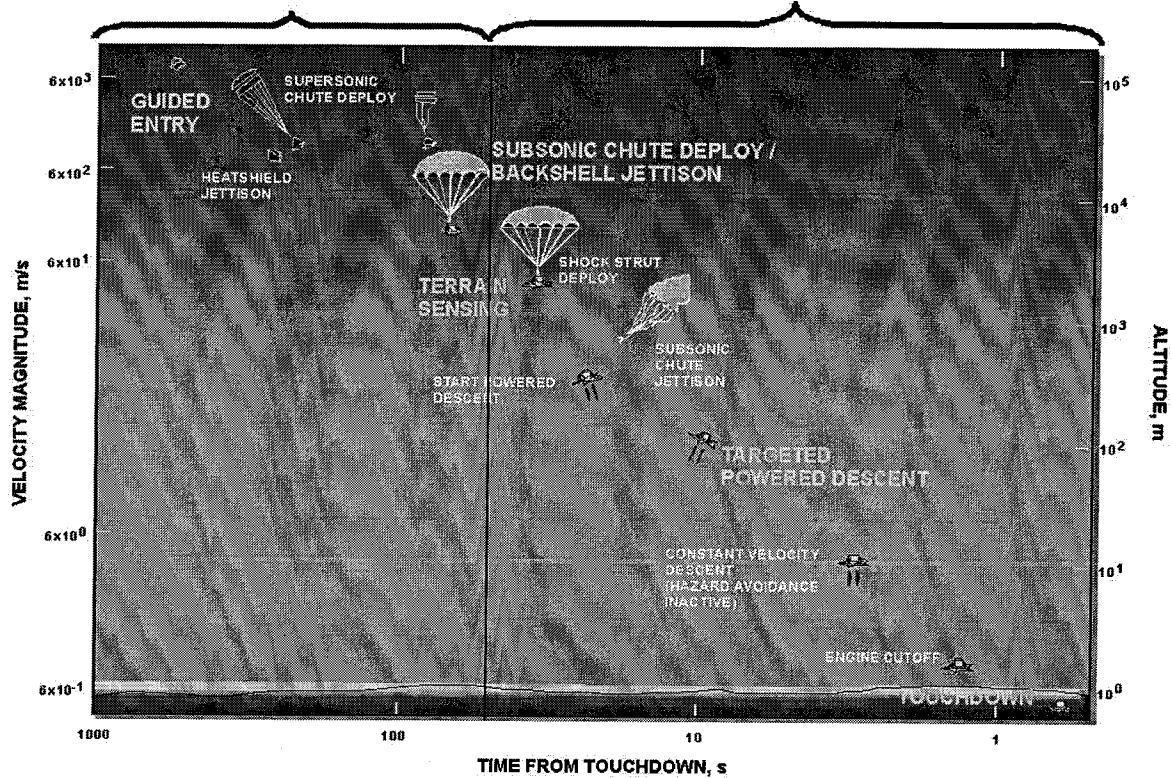 6x10³
6x10²
6x10¹
6x10⁰
6x10⁻¹
VELOCITY MAGNITUDE, m/s
GUIDED
ENTRY
SUPERSONIC
CHUTE DEPLOY
HEATSHIELD
JETTISON
SUBSONIC CHUTE DEPLOY /
BACKSHELL JETTISON
TERRAIN
SENSING
SHOCK STRUT
DEPLOY
SUBSONIC
CHUTE
JETTISON
START POWERED
DESCENT
TARGETED
POWERED DESCENT
CONSTANT VELOCITY
DESCENT
(HAZARD AVOIDANCE
INACTIVE)
ENGINE CUTOFF
TOUCHDOWN
10⁵
10⁴
10³
10²
10¹
10⁰
ALTITUDE, m
1000
100
10
1
TIME FROM TOUCHDOWN, s